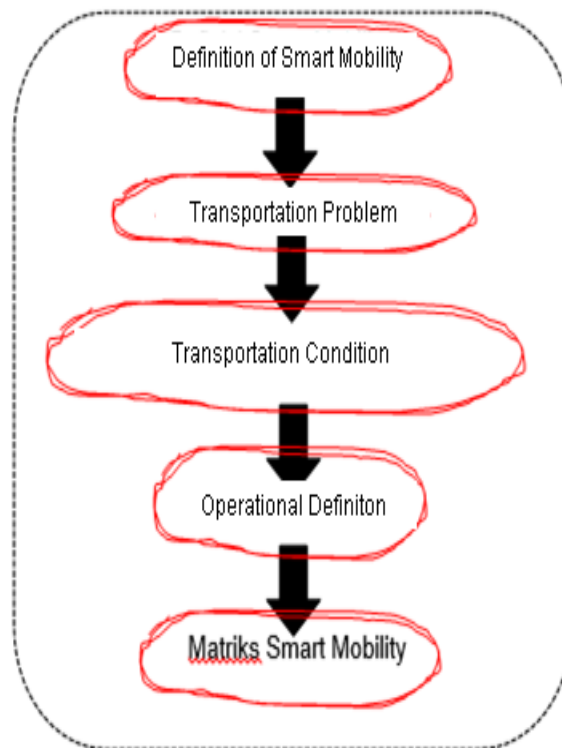 Definition of Smart Mobility
Transportation Problem
Transportation Condition
Operational Definiton
Matriks Smart Mobility